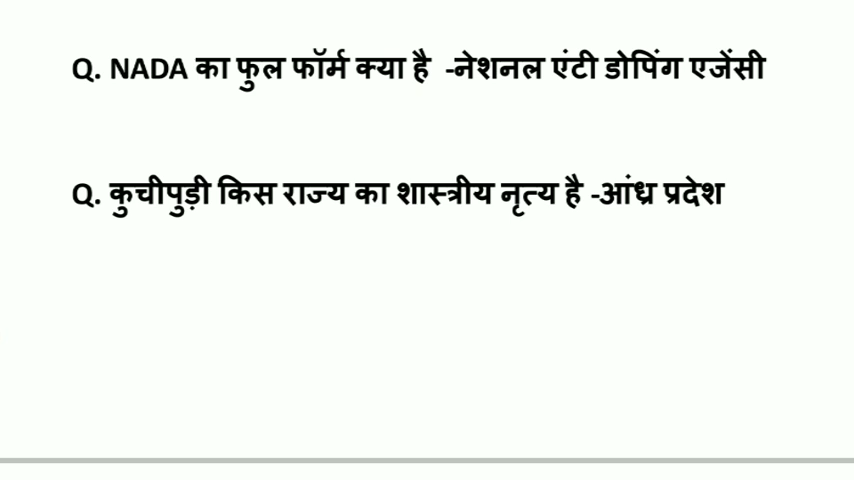 Q. NADA का फुल फॉर्म क्या है -नेशनल एंटी डोपिंग एजेंसी
Q. कुचीपुड़ी किस राज्य का शास्त्रीय नृत्य है -आंध्र प्रदेश